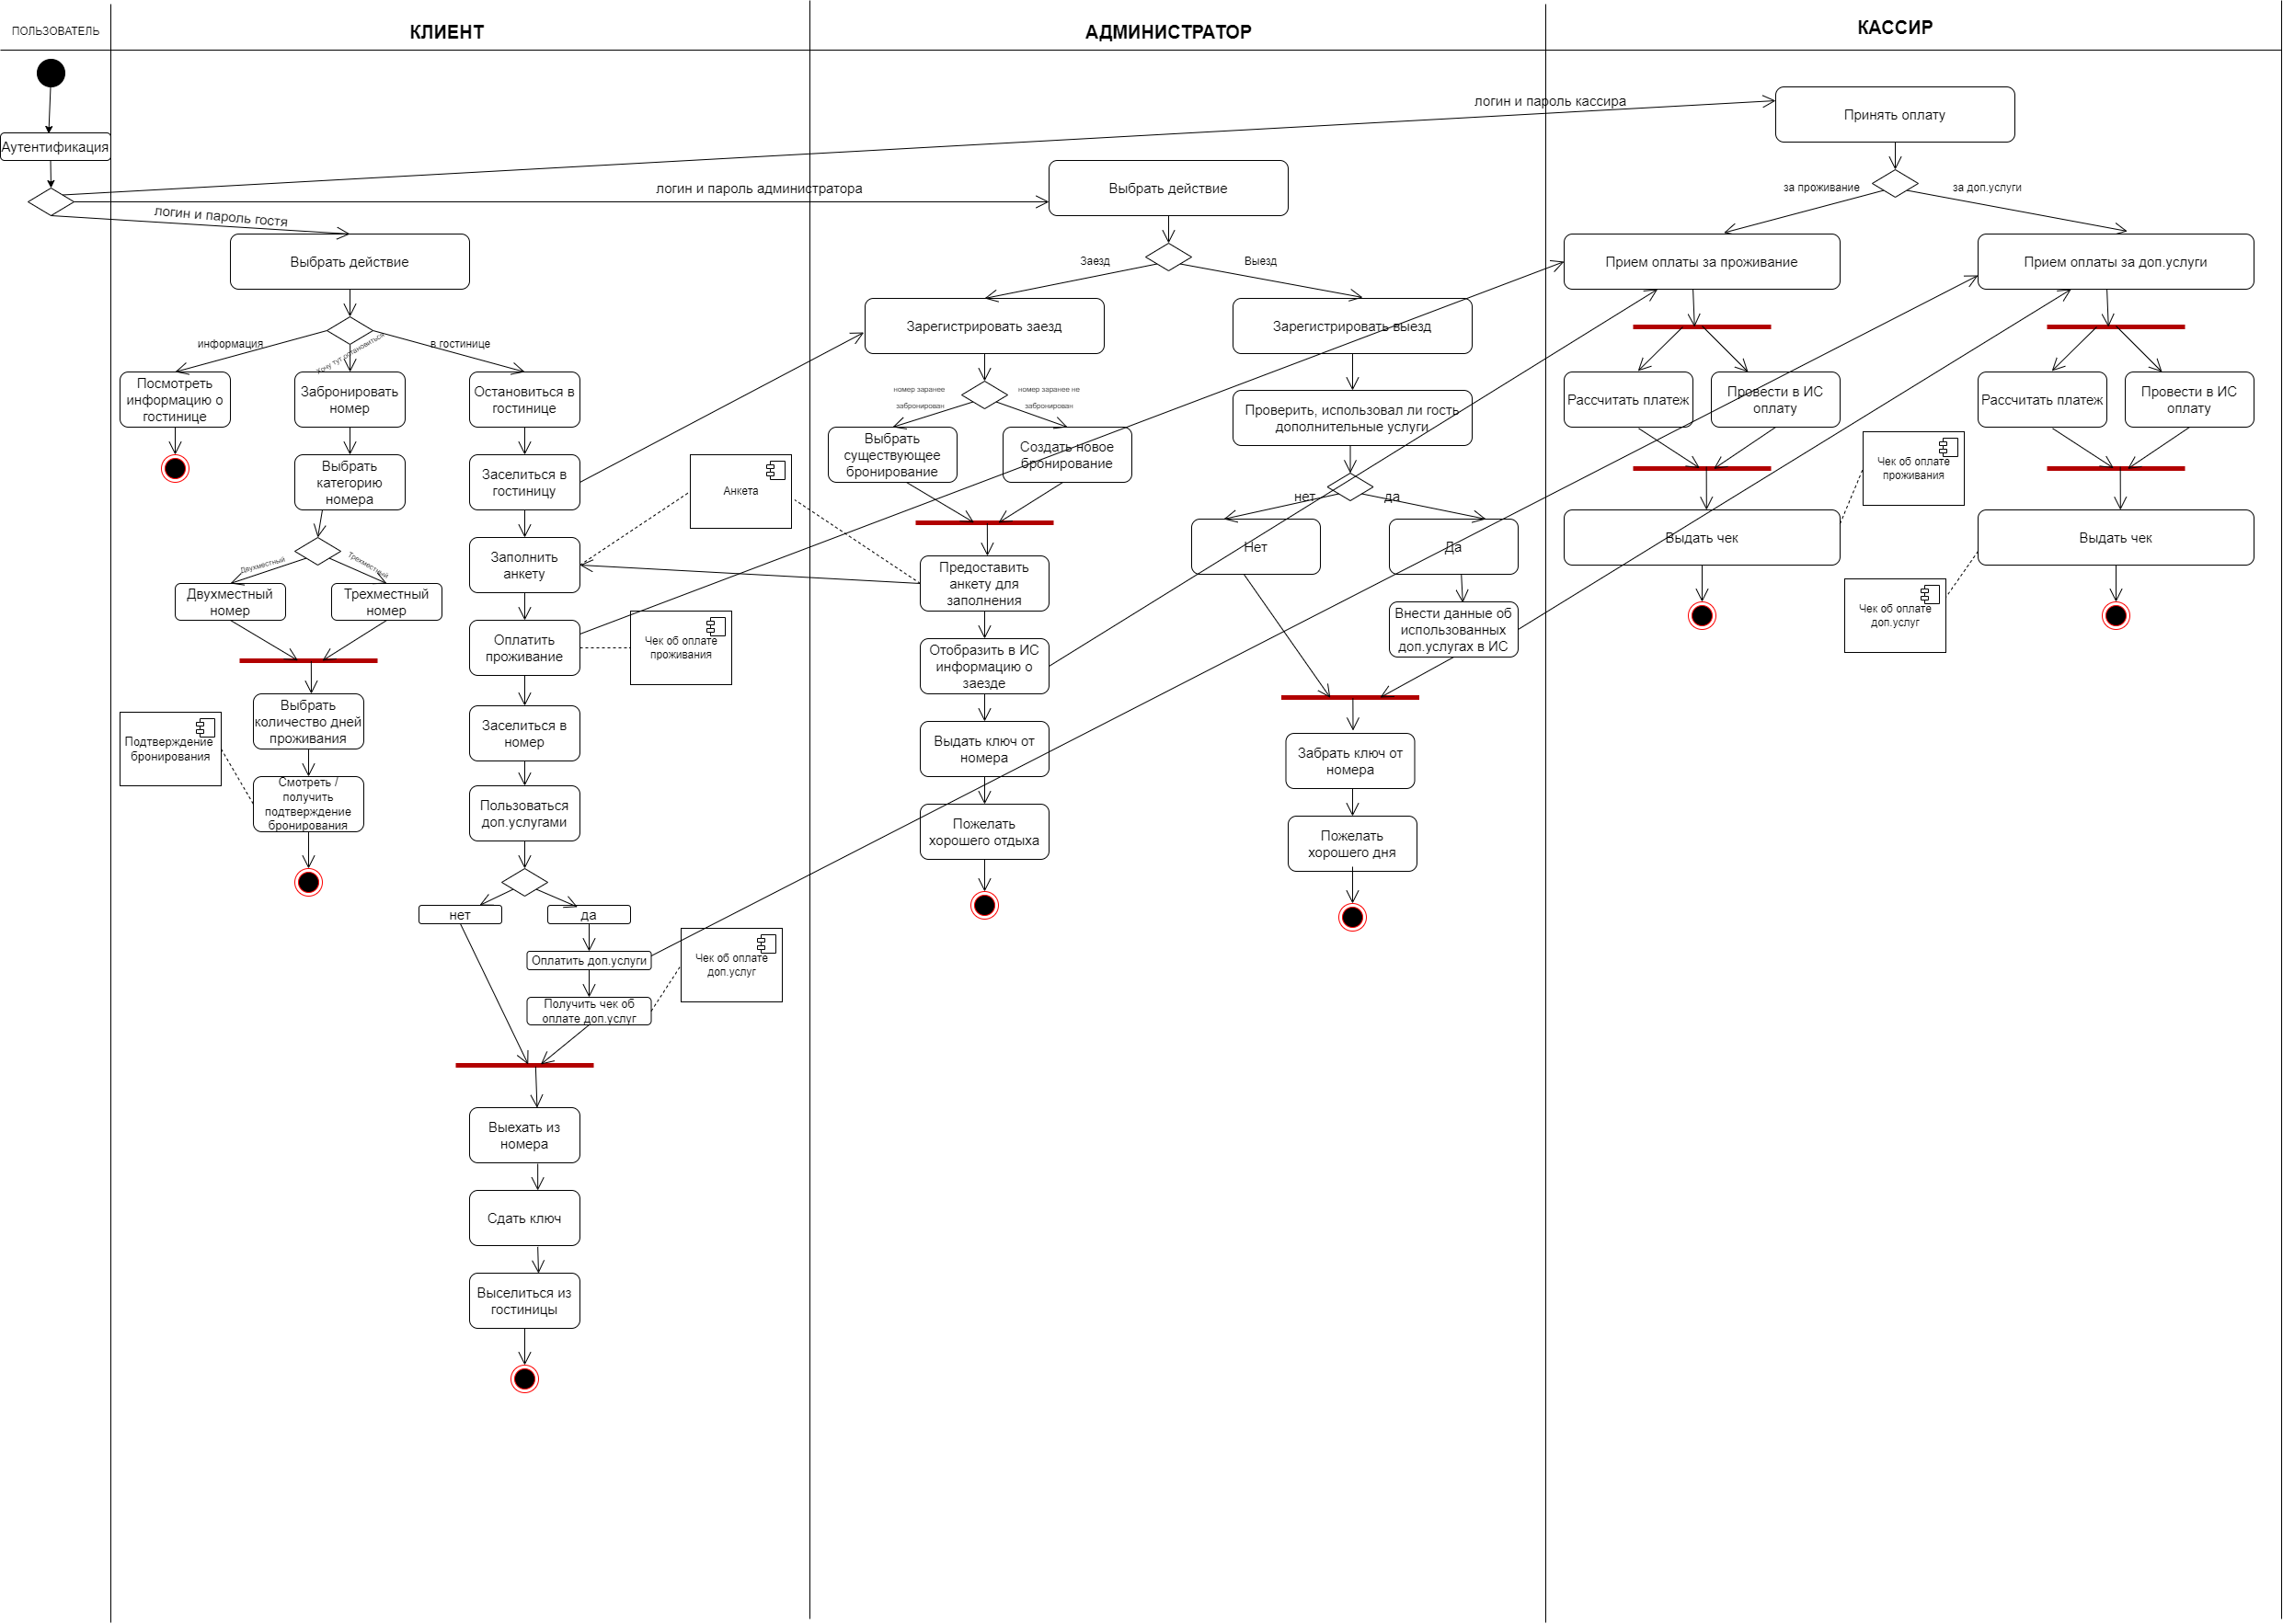 ПОЛЬЗОВАТЕЛЬ
КЛИЕНТ
АДМИНИСТРАТОР
КАССИР
Аутентификация
логин и пароль кассира
логин и пароль администратора
логин и пароль гостя
Выбрать действие
информация
Хочу тут остановиться
в гостинице
Посмотреть
информацию о
гостинице
Забронировать
номер
Остановиться в
гостинице
Выбрать
категорию
номера
Заселиться в
гостиницу
Двухместный
Трехместный
Двухместный
номер
Трехместный
номер
Заполнить
анкету
Анкета
Оплатить
проживание
Чек об оплате
проживания
Выбрать
количество дней
проживания
Подтверждение
бронирования
Смотреть /
получить
подтверждение
бронирования
Заселиться в
номер
Пользоваться
доп.услугами
нет
да
Оплатить доп.услуги
Получить чек об
оплате доп.услуг
Чек об оплате
доп.услуг
Выехать из
номера
Сдать ключ
Выселиться из
гостиницы
Выбрать действие
Заезд
Выезд
Зарегистрировать заезд
Зарегистрировать выезд
номер заранее
забронирован
номер заранее не
забронирован
Выбрать
существующее
бронирование
Создать новое
бронирование
Предоставить
анкету для
заполнения
Отобразить в ИС
информацию о
заезде
Выдать ключ от
номера
Пожелать
хорошего отдыха
Проверить, использовал ли гость
дополнительные услуги
нет
да
Нет
Да
Внести данные об
использованных
доп.услугах в ИС
Забрать ключ от
номера
Пожелать
хорошего дня
Принять оплату
за проживание
за доп.услуги
Прием оплаты за проживание
Прием оплаты за доп.услуги
Рассчитать платеж
Провести в ИС
оплату
Рассчитать платеж
Провести в ИС
оплату
Чек об оплате
проживания
Выдать чек
Выдать чек
Чек об оплате
доп.услуг